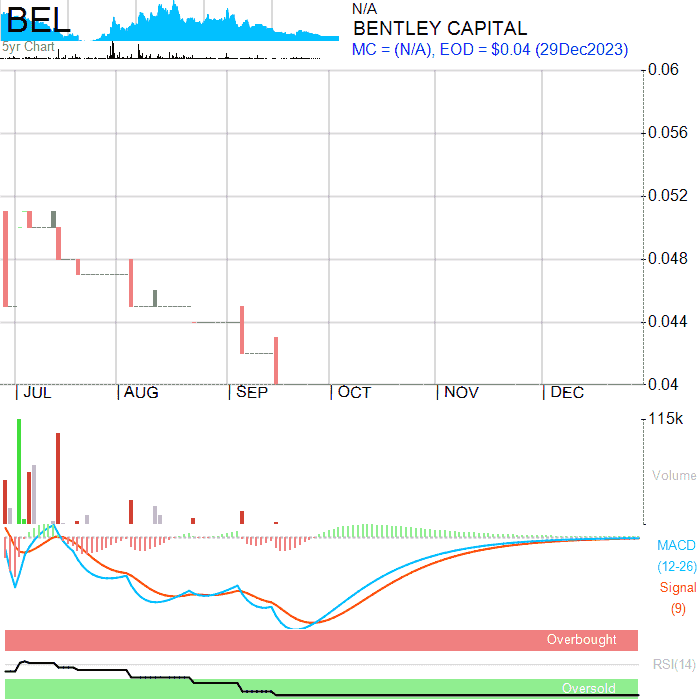 BEL
5yr Chart
N/A
BENTLEY CAPITAL
MC = (N/A), EOD = $0.04 (29Dec2023)
0.06
0.056
0.052
0.048
0.044
0.04
JUL AUG SEP OCT NOV DEC
115k
Volume
MACD
(12-26)
Signal
(9)
Overbought
RSI(14)
Oversold